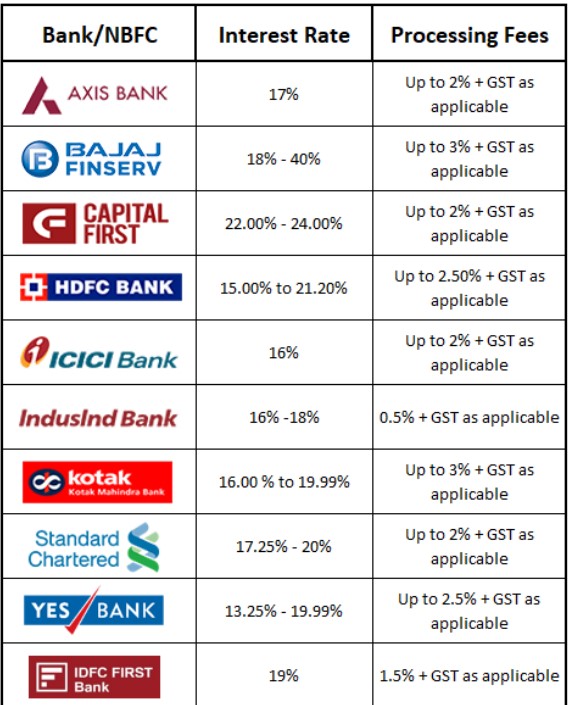 Bank/NBFC Interest Rate Processing Fees
AXIS BANK 17% Up to 2% + GST as
applicable
BAJAJ
FINSERV 18% - 40% Up to 3% + GST as
applicable
CAPITAL
FIRST 22.00% - 24.00% Up to 2% + GST as
applicable
HDFC BANK 15.00% to 21.20% Up to 2.50% + GST as
applicable
ICICI Bank 16% Up to 2% + GST as
applicable
IndusInd Bank 16% -18% 0.5% + GST as applicable
kotak
Kotak Mahindra Bank 16.00 % to 19.99% Up to 3% + GST as
applicable
Standard
Chartered 17.25% - 20% Up to 2% + GST as
applicable
YES BANK 13.25% - 19.99% Up to 2.5% + GST as
applicable
IDFC FIRST
Bank 19% 1.5% + GST as applicable